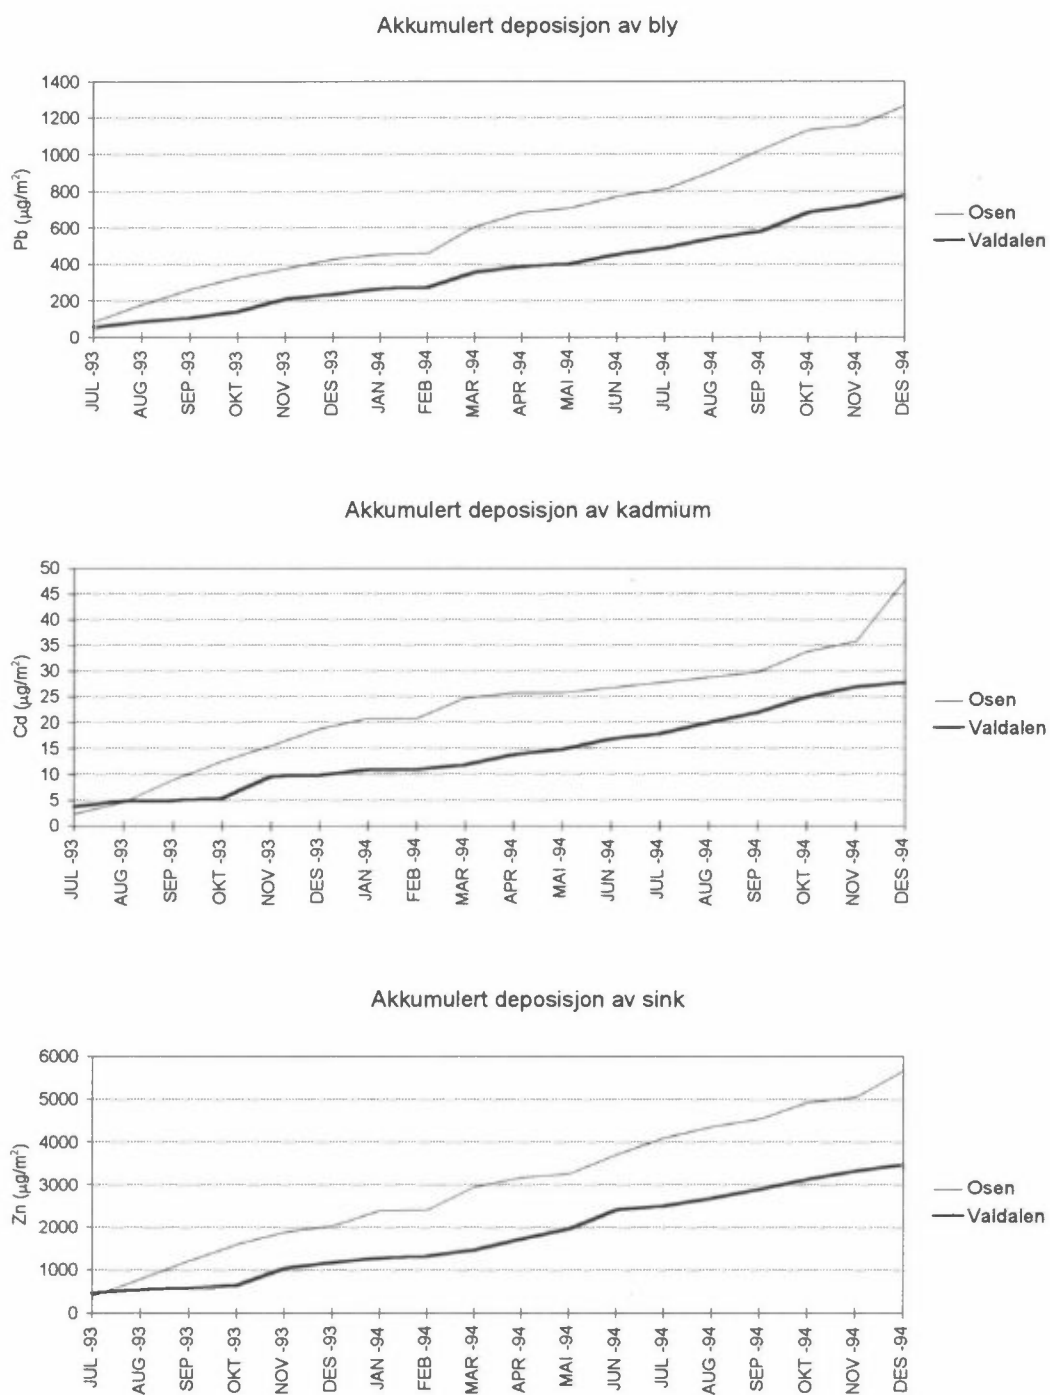 Akkumulert deposisjon av bly
Pb (µg/m²)
1400
1200
1000
800
600
400
200
0
JUL -93
AUG -93
SEP -93
OKT -93
NOV -93
DES -93
JAN -94
FEB -94
MAR -94
APR -94
MAI -94
JUN -94
JUL -94
AUG -94
SEP -94
OKT -94
NOV -94
DES -94
Osen
Valdalen
Akkumulert deposisjon av kadmium
Cd (µg/m²)
50
45
40
35
30
25
20
15
10
5
0
JUL -93
AUG -93
SEP -93
OKT -93
NOV -93
DES -93
JAN -94
FEB -94
MAR -94
APR -94
MAI -94
JUN -94
JUL -94
AUG -94
SEP -94
OKT -94
NOV -94
DES -94
Osen
Valdalen
Akkumulert deposisjon av sink
Zn (µg/m²)
6000
5000
4000
3000
2000
1000
0
JUL -93
AUG -93
SEP -93
OKT -93
NOV -93
DES -93
JAN -94
FEB -94
MAR -94
APR -94
MAI -94
JUN -94
JUL -94
AUG -94
SEP -94
OKT -94
NOV -94
DES -94
Osen
Valdalen